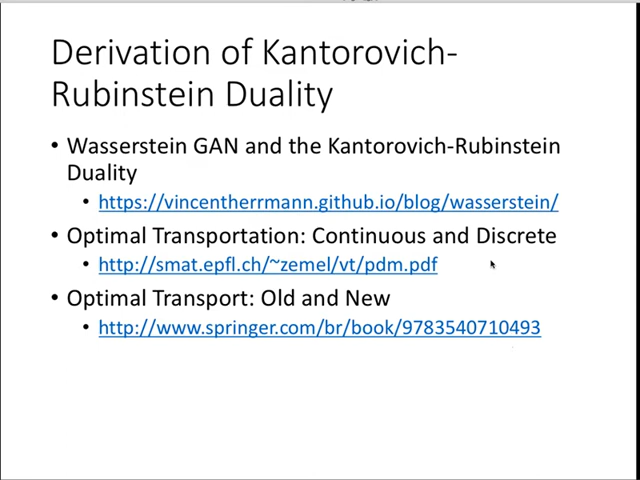 Derivation of Kantorovich-
Rubinstein Duality
• Wasserstein GAN and the Kantorovich-Rubinstein
Duality
• https://vincentherrmann.github.io/blog/wasserstein/
• Optimal Transportation: Continuous and Discrete
• http://smat.epfl.ch/~zemel/vt/pdm.pdf
• Optimal Transport: Old and New
• http://www.springer.com/br/book/9783540710493